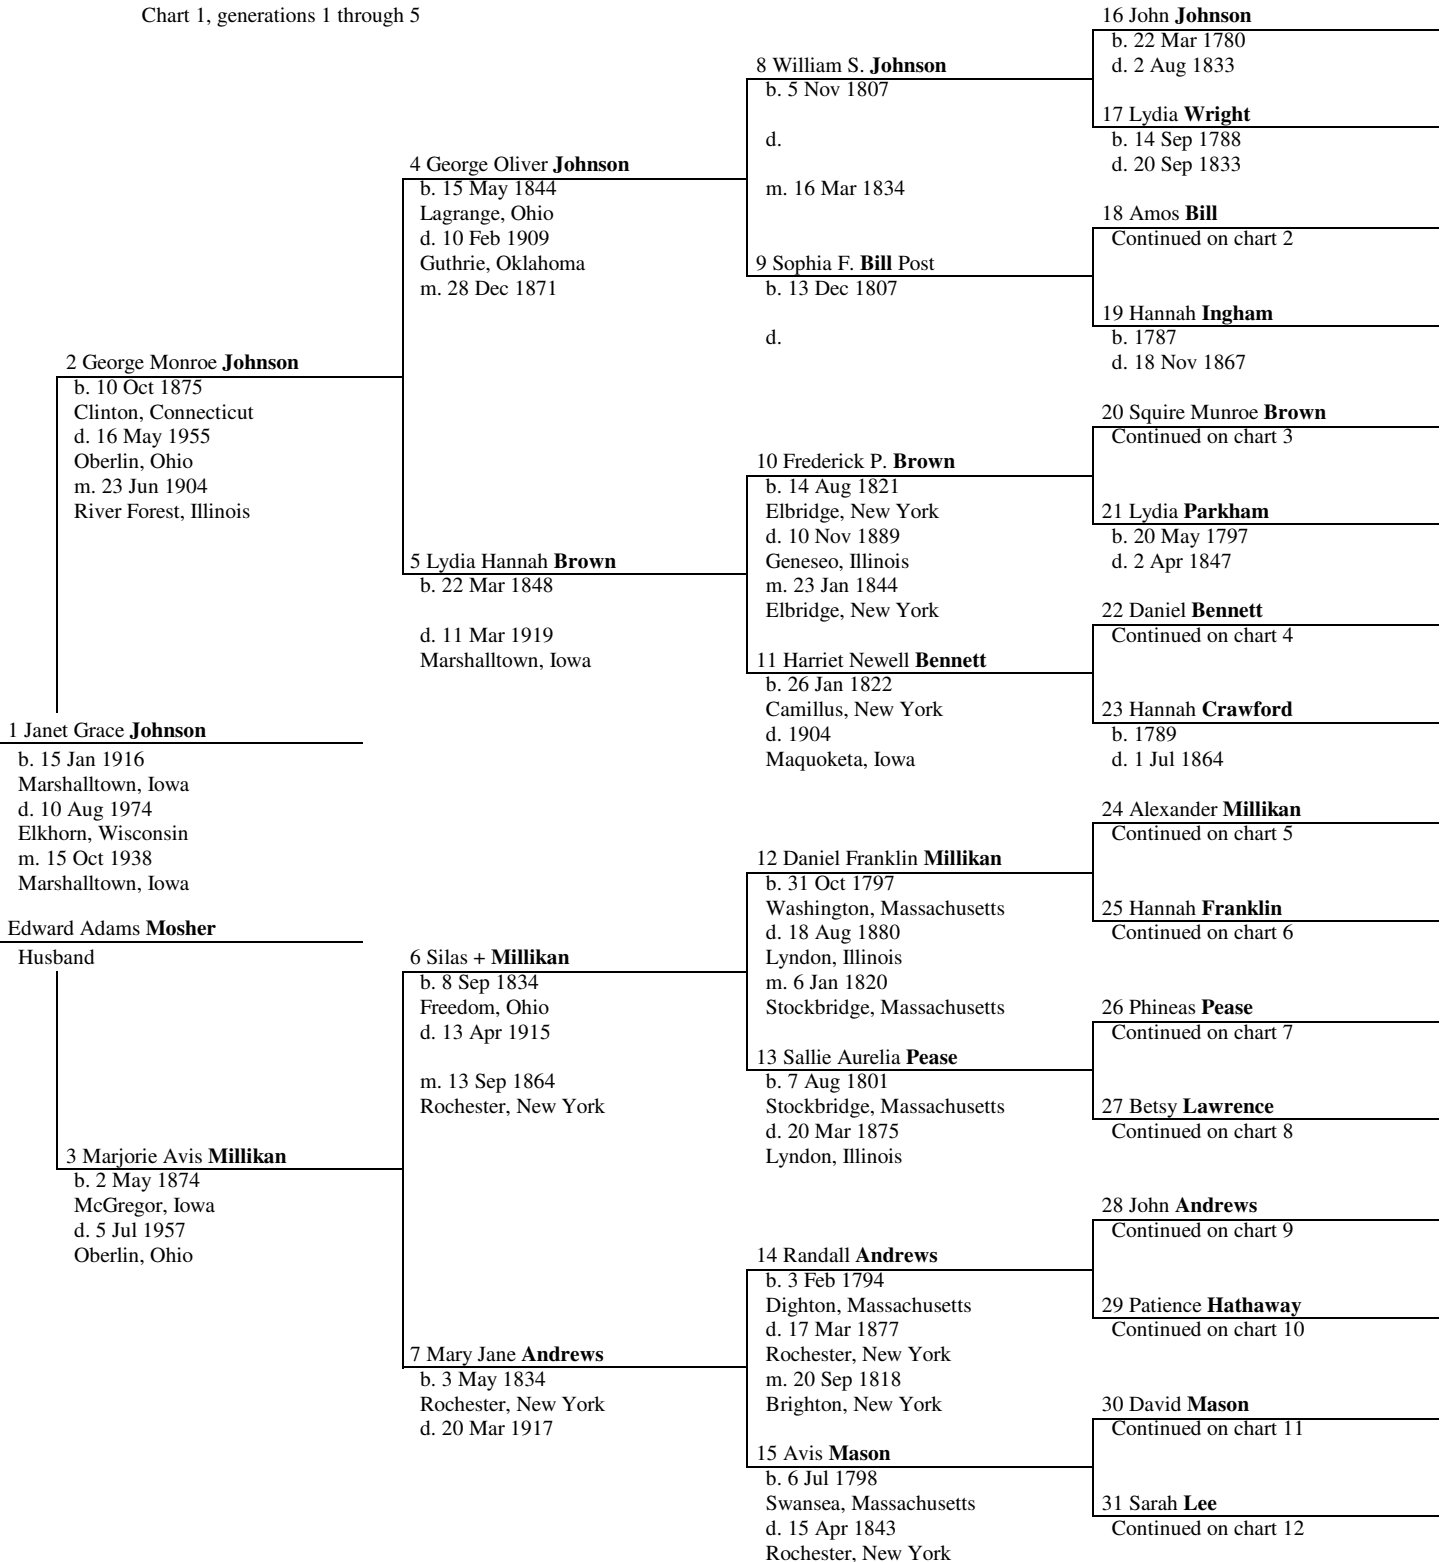 Chart 1, generations 1 through 5
1 Janet Grace Johnson
b. 15 Jan 1916
Marshalltown, Iowa
d. 10 Aug 1974
Elkhorn, Wisconsin
m. 15 Oct 1938
Marshalltown, Iowa
Edward Adams Mosher
Husband
2 George Monroe Johnson
b. 10 Oct 1875
Clinton, Connecticut
d. 16 May 1955
Oberlin, Ohio
m. 23 Jun 1904
River Forest, Illinois
3 Marjorie Avis Millikan
b. 2 May 1874
McGregor, Iowa
d. 5 Jul 1957
Oberlin, Ohio
4 George Oliver Johnson
b. 15 May 1844
Lagrange, Ohio
d. 10 Feb 1909
Guthrie, Oklahoma
m. 28 Dec 1871
5 Lydia Hannah Brown
b. 22 Mar 1848
d. 11 Mar 1919
Marshalltown, Iowa
6 Silas + Millikan
b. 8 Sep 1834
Freedom, Ohio
d. 13 Apr 1915
m. 13 Sep 1864
Rochester, New York
7 Mary Jane Andrews
b. 3 May 1834
Rochester, New York
d. 20 Mar 1917
8 William S. Johnson
b. 5 Nov 1807
d.
m. 16 Mar 1834
9 Sophia F. Bill Post
b. 13 Dec 1807
d.
10 Frederick P. Brown
b. 14 Aug 1821
Elbridge, New York
d. 10 Nov 1889
Geneseo, Illinois
m. 23 Jan 1844
Elbridge, New York
11 Harriet Newell Bennett
b. 26 Jan 1822
Camillus, New York
d. 1904
Maquoketa, Iowa
12 Daniel Franklin Millikan
b. 31 Oct 1797
Washington, Massachusetts
d. 18 Aug 1880
Lyndon, Illinois
m. 6 Jan 1820
Stockbridge, Massachusetts
13 Sallie Aurelia Pease
b. 7 Aug 1801
Stockbridge, Massachusetts
d. 20 Mar 1875
Lyndon, Illinois
14 Randall Andrews
b. 3 Feb 1794
Dighton, Massachusetts
d. 17 Mar 1877
Rochester, New York
m. 20 Sep 1818
Brighton, New York
15 Avis Mason
b. 6 Jul 1798
Swansea, Massachusetts
d. 15 Apr 1843
Rochester, New York
16 John Johnson
b. 22 Mar 1780
d. 2 Aug 1833
17 Lydia Wright
b. 14 Sep 1788
d. 20 Sep 1833
18 Amos Bill
Continued on chart 2
19 Hannah Ingham
b. 1787
d. 18 Nov 1867
20 Squire Munroe Brown
Continued on chart 3
21 Lydia Parkham
b. 20 May 1797
d. 2 Apr 1847
22 Daniel Bennett
Continued on chart 4
23 Hannah Crawford
b. 1789
d. 1 Jul 1864
24 Alexander Millikan
Continued on chart 5
25 Hannah Franklin
Continued on chart 6
26 Phineas Pease
Continued on chart 7
27 Betsy Lawrence
Continued on chart 8
28 John Andrews
Continued on chart 9
29 Patience Hathaway
Continued on chart 10
30 David Mason
Continued on chart 11
31 Sarah Lee
Continued on chart 12